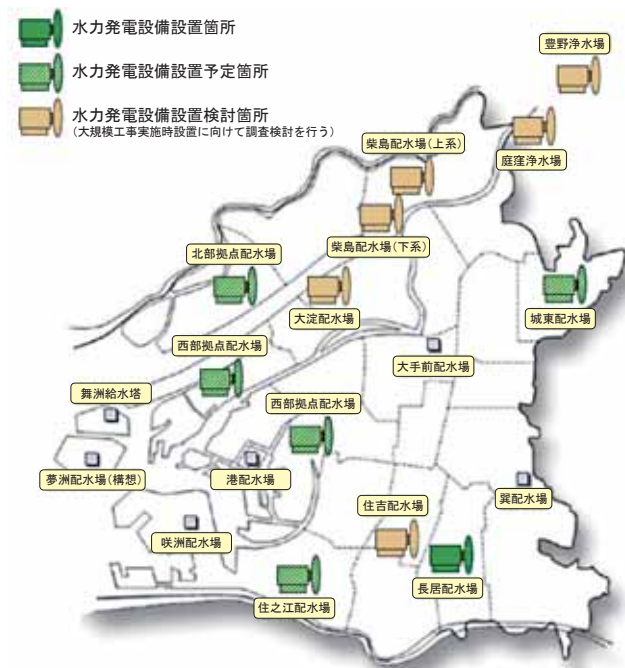 水力発電設備設置箇所
水力発電設備設置予定箇所
水力発電設備設置検討箇所
(大規模工事実施時設置に向けて調査検討を行う)
豊野浄水場
柴島配水場(上系)
庭窪浄水場
柴島配水場(下系)
北部拠点配水場
大淀配水場
城東配水場
西部拠点配水場
大手前配水場
舞洲給水塔
西部拠点配水場
夢洲配水場(構想)
港配水場
巽配水場
住吉配水場
咲洲配水場
長居配水場
住之江配水場